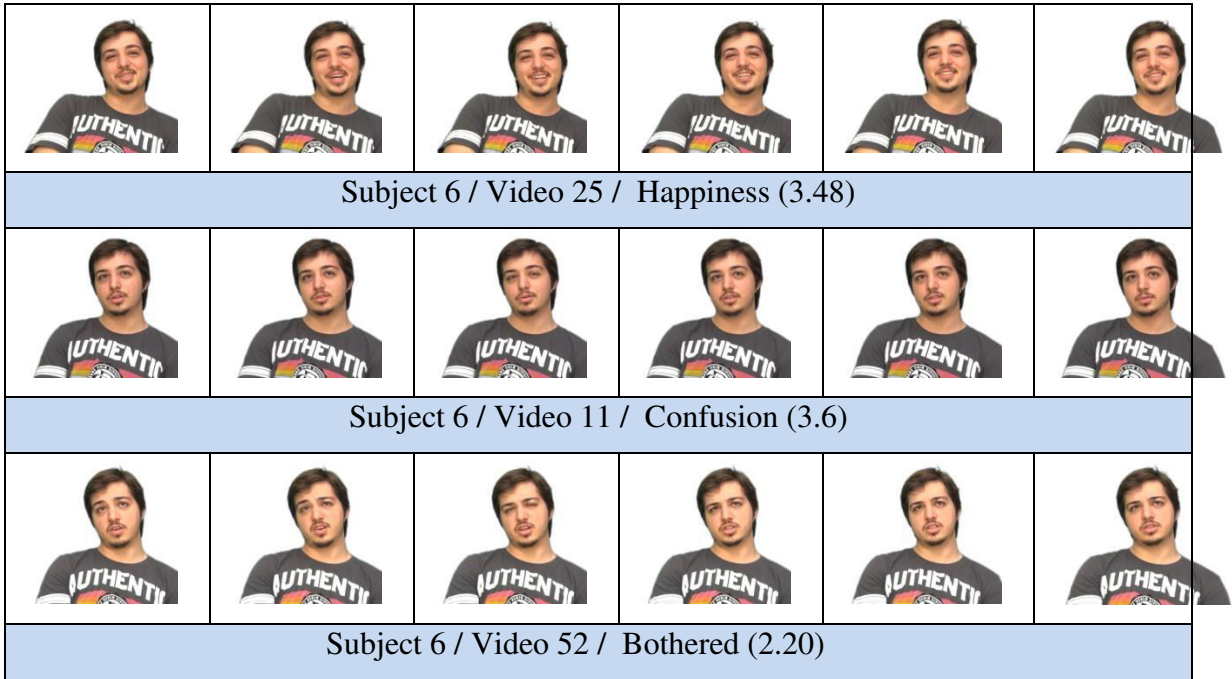 Subject 6 / Video 25 / Happiness (3.48)
Subject 6 / Video 11 / Confusion (3.6)
Subject 6 / Video 52 / Bothered (2.20)